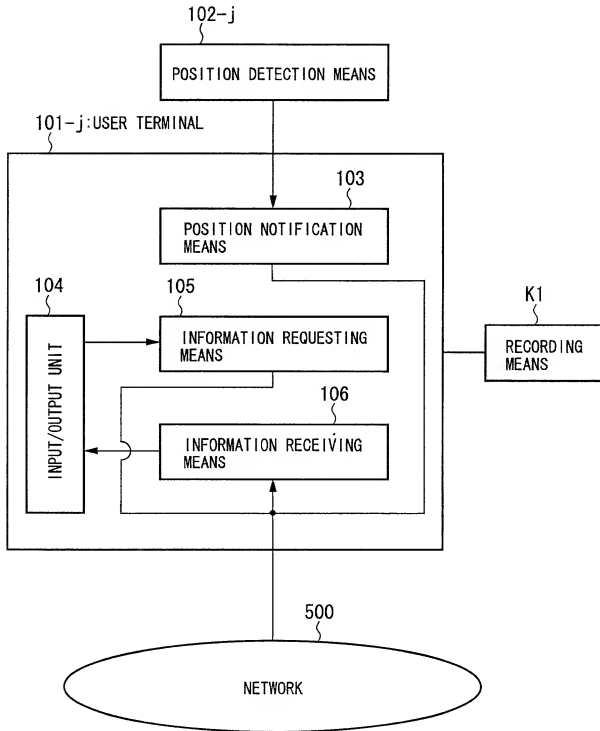 102-j
POSITION DETECTION MEANS
101-j:USER TERMINAL
103
POSITION NOTIFICATION
MEANS
104
INPUT/OUTPUT UNIT
105
INFORMATION REQUESTING
MEANS
K1
RECORDING
MEANS
106
INFORMATION RECEIVING
MEANS
500
NETWORK